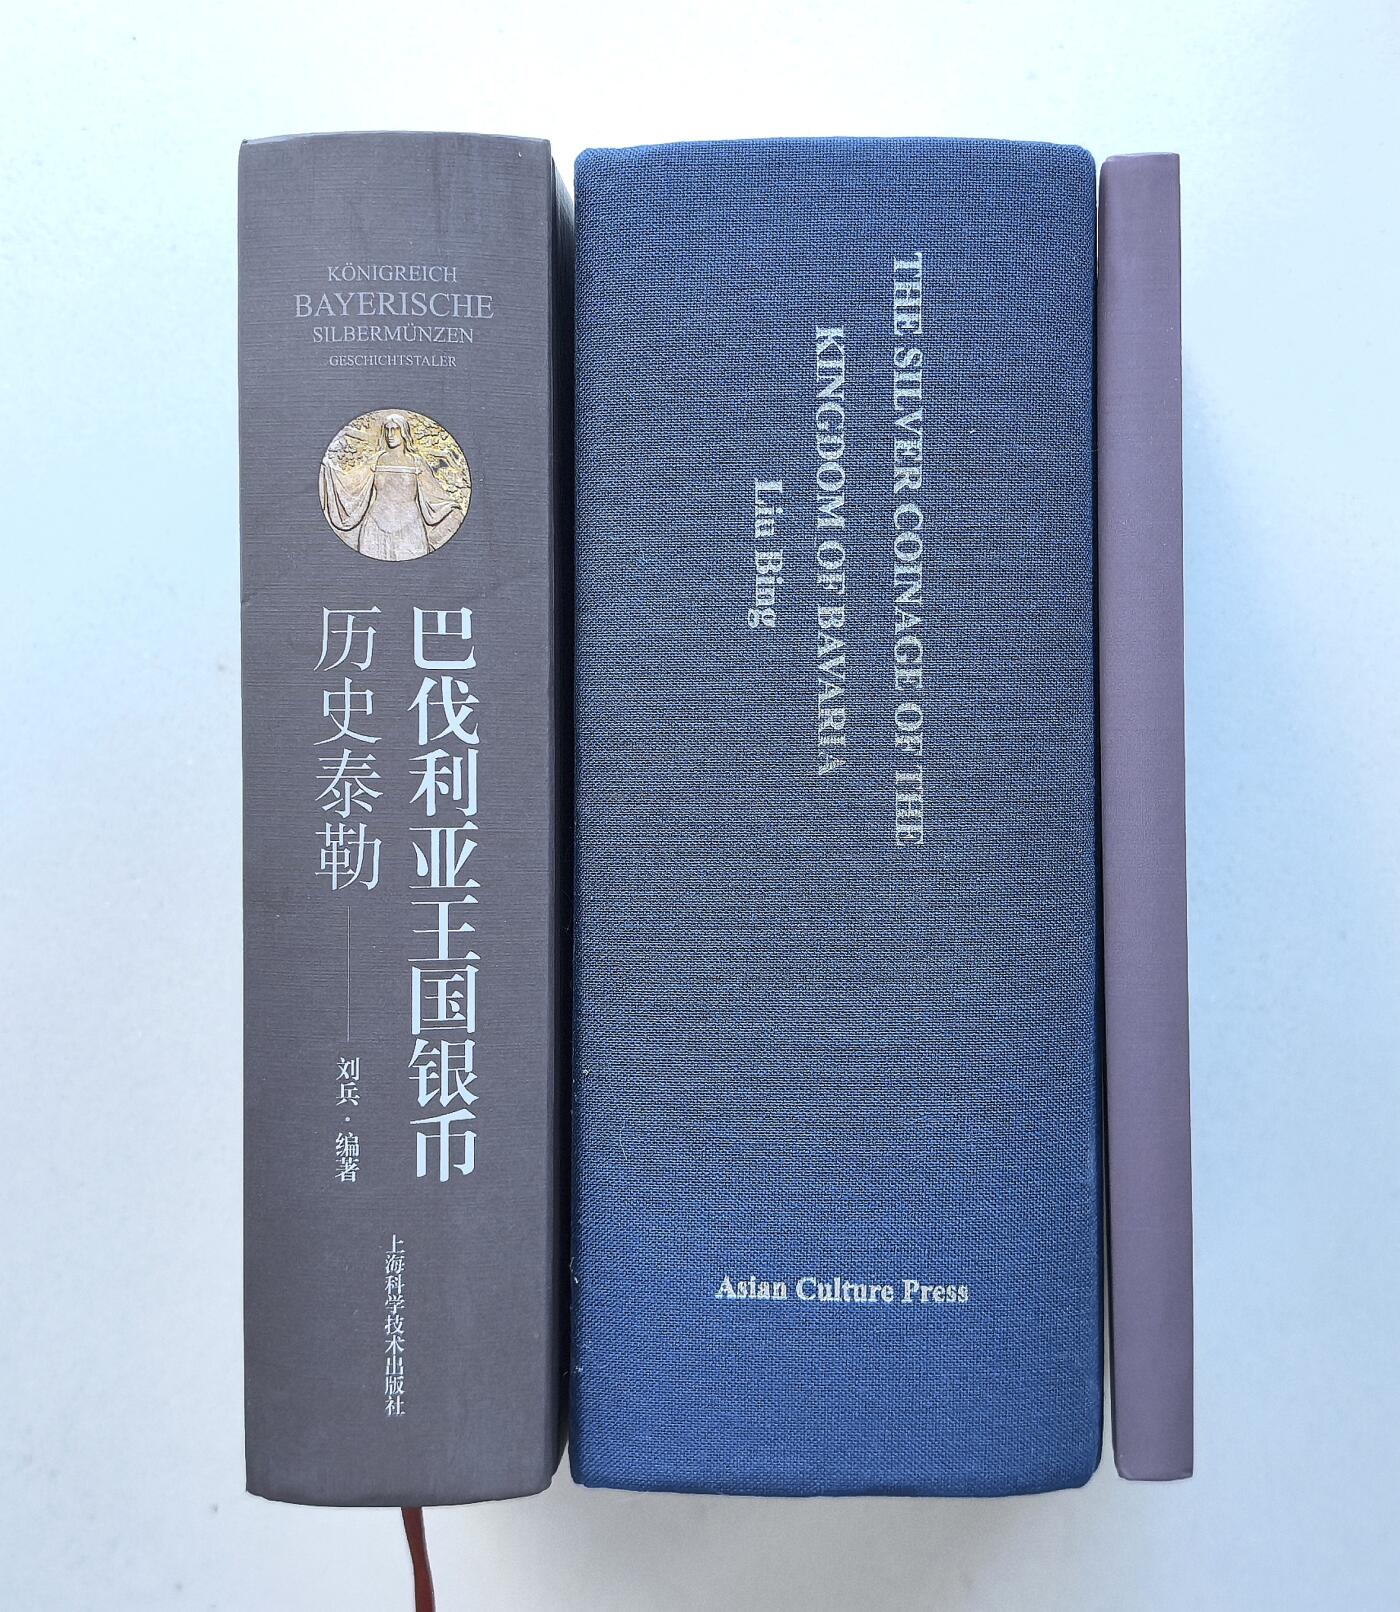 KÖNIGREICH
BAYERISCHE
SILBERMÜNZEN
GESCHICHTSTALER
巴伐利亚王国银币
历史泰勒
刘兵·编著
上海科学技术出版社
THE SILVER COINAGE OF THE
KINGDOM OF BAVARIA
Liu Bing
Asian Culture Press